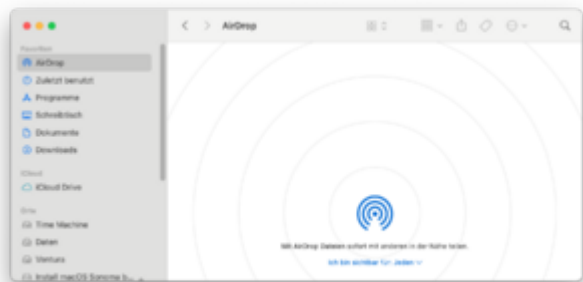 AirDrop
Favoriten
AirDrop
Zuletzt benutzt
Programme
Schreibtisch
Dokumente
Downloads
iCloud
iCloud Drive
Orte
Time Machine
Daten
Ventura
Install macOS Sonoma b...
Mit AirDrop Dateien sofort mit anderen in der Nähe teilen.
Ich bin sichtbar für: Jeden